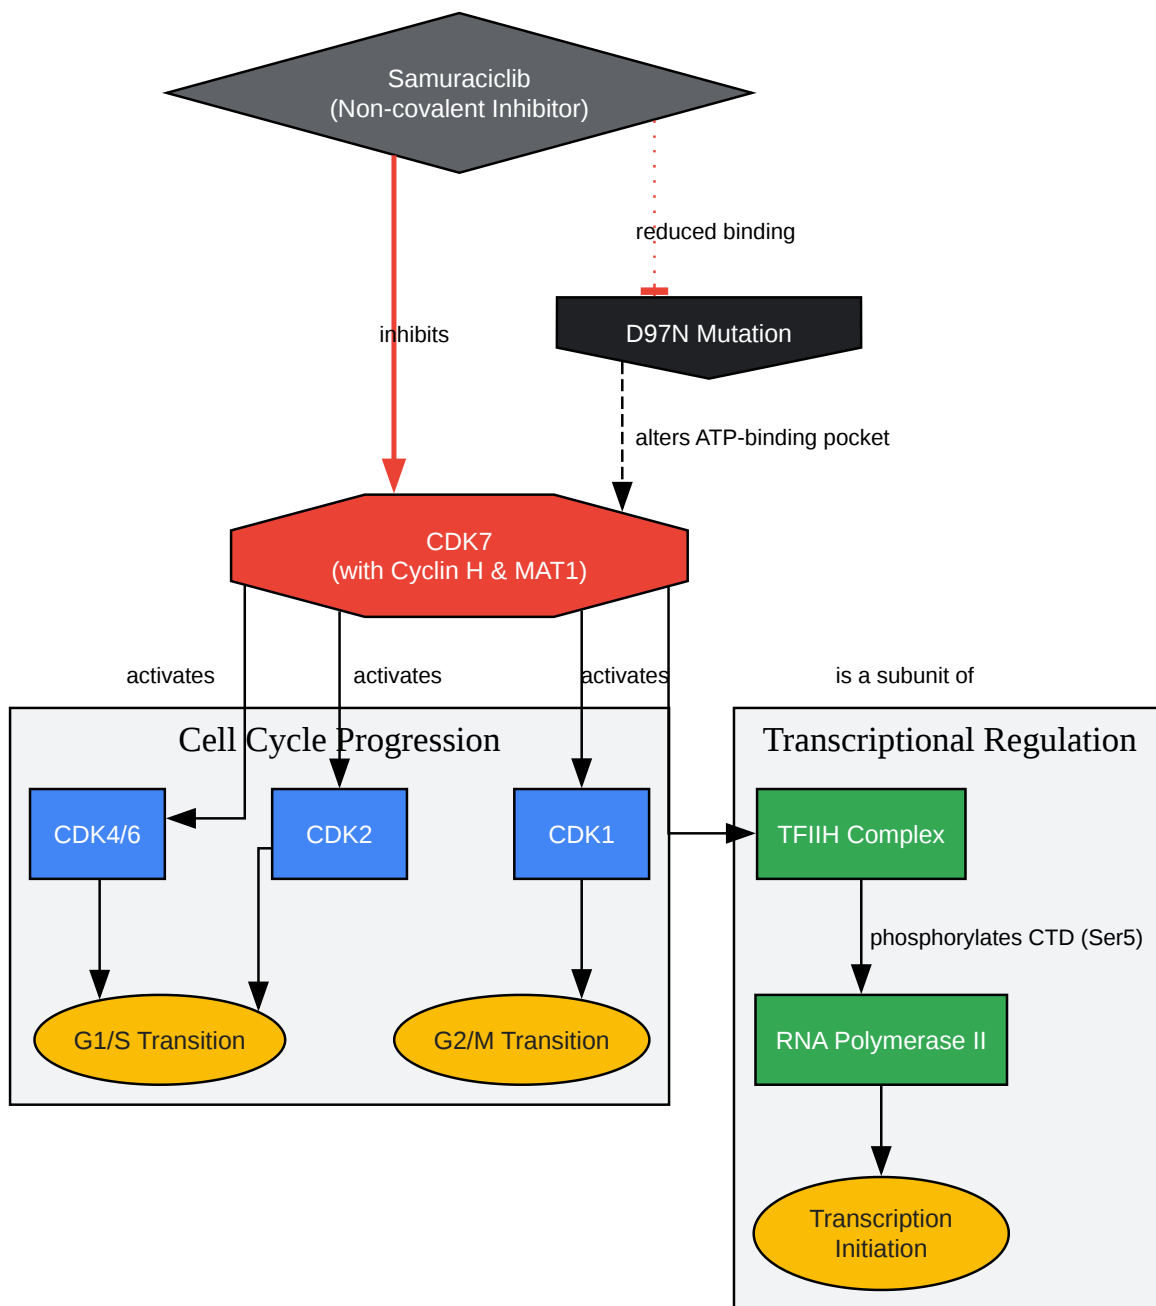 Samuraciclib
(Non-covalent Inhibitor)
reduced binding
inhibits
D97N Mutation
alters ATP-binding pocket
CDK7
(with Cyclin H & MAT1)
activates
activates
activates
is a subunit of
Cell Cycle Progression
Transcriptional Regulation
CDK4/6
CDK2
CDK1
TFIIH Complex
phosphorylates CTD (Ser5)
G1/S Transition
G2/M Transition
RNA Polymerase II
Transcription
Initiation